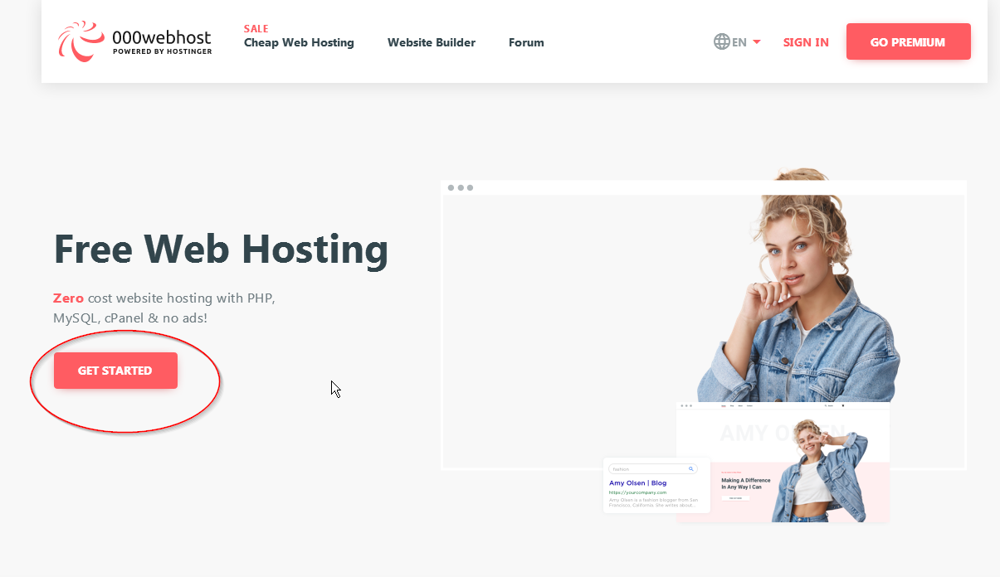 000webhost
POWERED BY HOSTINGER
SALE
Cheap Web Hosting
Website Builder
Forum
EN
SIGN IN
GO PREMIUM
Free Web Hosting
Zero cost website hosting with PHP,
MySQL, cPanel & no ads!
GET STARTED
AMY OLSEN
fashion
Amy Olsen | Blog
https://yourcompany.com
Amy Olsen is a fashion bloggar from San
Francisco, California. She writes about...
Making A Difference
In Any Way I Can